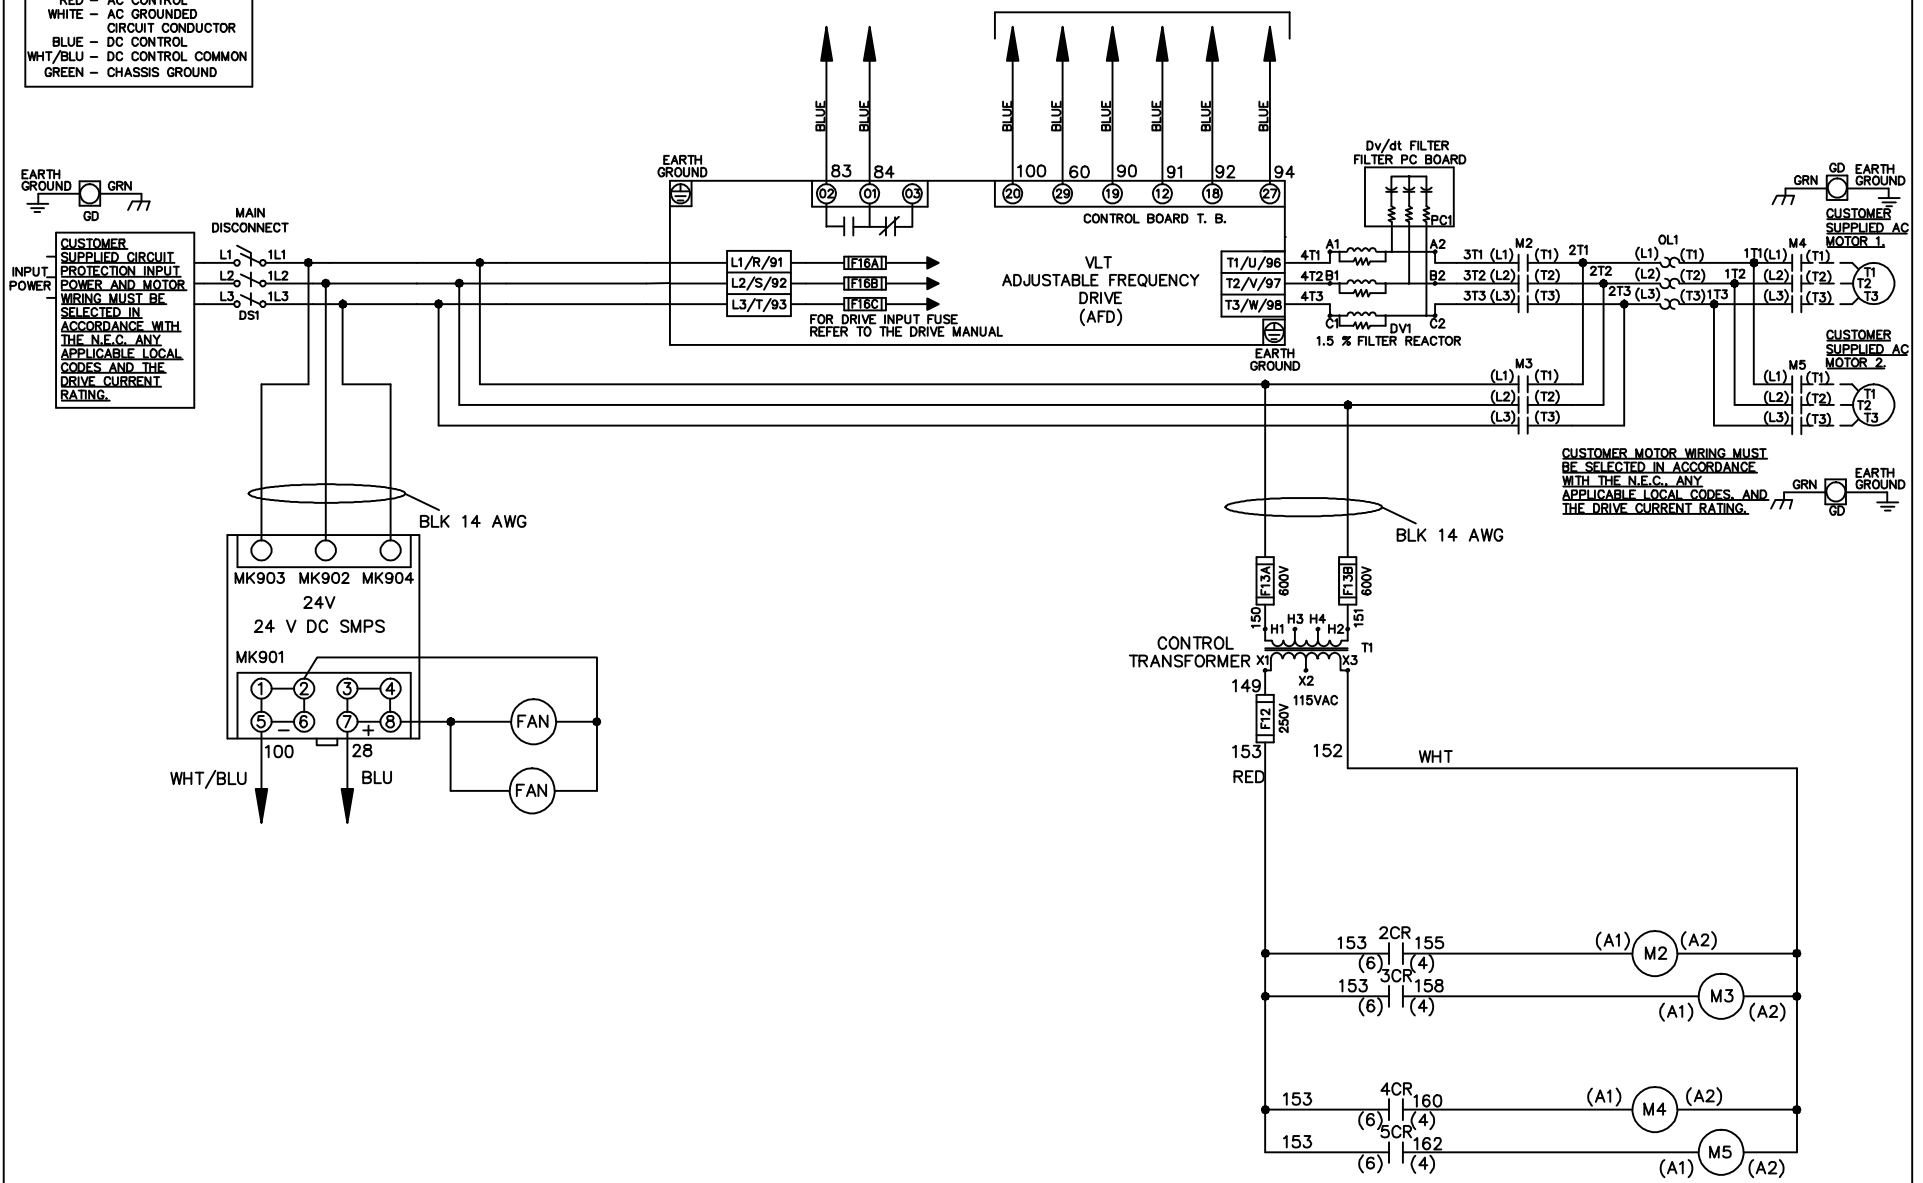 RED – AC CONTROL
WHITE – AC GROUNDED
CIRCUIT CONDUCTOR
BLUE – DC CONTROL
WHT/BLU – DC CONTROL COMMON
GREEN – CHASSIS GROUND
BLUE
BLUE
BLUE
BLUE
BLUE
BLUE
BLUE
BLUE
EARTH
GROUND
GRN
GD
MAIN
DISCONNECT
INPUT
POWER
CUSTOMER
SUPPLIED CIRCUIT
PROTECTION INPUT
POWER AND MOTOR
WIRING MUST BE
SELECTED IN
ACCORDANCE WITH
THE N.E.C. ANY
APPLICABLE LOCAL
CODES AND THE
DRIVE CURRENT
RATING.
L1 1L1
L2 1L2
L3 1L3
DS1
EARTH
GROUND
83 84
02 01 03
100 60 90 91 92 94
20 29 19 12 18 27
CONTROL BOARD T. B.
L1/R/91 F16A
L2/S/92 F16B
L3/T/93 F16C
FOR DRIVE INPUT FUSE
REFER TO THE DRIVE MANUAL
VLT
ADJUSTABLE FREQUENCY
DRIVE
(AFD)
T1/U/96
T2/V/97
T3/W/98
EARTH
GROUND
Dv/dt FILTER
FILTER PC BOARD
PC1
4T1 A1 A2
4T2 B1 B2
4T3
C1 C2
DV1
1.5 % FILTER REACTOR
M2
3T1 (L1) (T1) 2T1
3T2 (L2) (T2) 2T2
3T3 (L3) (T3) 2T3
OL1
(L1) (T1) 1T1
(L2) (T2) 1T2
(L3) (T3) 1T3
M4
(L1) (T1)
(L2) (T2)
(L3) (T3)
T1
T2
T3
GD
GRN
EARTH
GROUND
CUSTOMER
SUPPLIED AC
MOTOR 1.
M3
(L1) (T1)
(L2) (T2)
(L3) (T3)
CUSTOMER
SUPPLIED AC
MOTOR 2.
M5
(L1) (T1)
(L2) (T2)
(L3) (T3)
T1
T2
T3
CUSTOMER MOTOR WIRING MUST
BE SELECTED IN ACCORDANCE
WITH THE N.E.C., ANY
APPLICABLE LOCAL CODES, AND
THE DRIVE CURRENT RATING.
GRN
GD
EARTH
GROUND
BLK 14 AWG
MK903 MK902 MK904
24V
24 V DC SMPS
MK901
1 2 3 4
5 6 7 8
– +
100 28
WHT/BLU BLU
FAN
FAN
BLK 14 AWG
F13A
600V
F13B
600V
150
151
H1 H3 H4 H2
T1
CONTROL
TRANSFORMER
X1 X3
X2
149
115VAC
F12
250V
153
RED
152
WHT
2CR
153 155
(6) (4)
(A1) M2 (A2)
3CR
153 158
(6) (4)
(A1) M3 (A2)
4CR
153 160
(6) (4)
(A1) M4 (A2)
5CR
153 162
(6) (4)
(A1) M5 (A2)